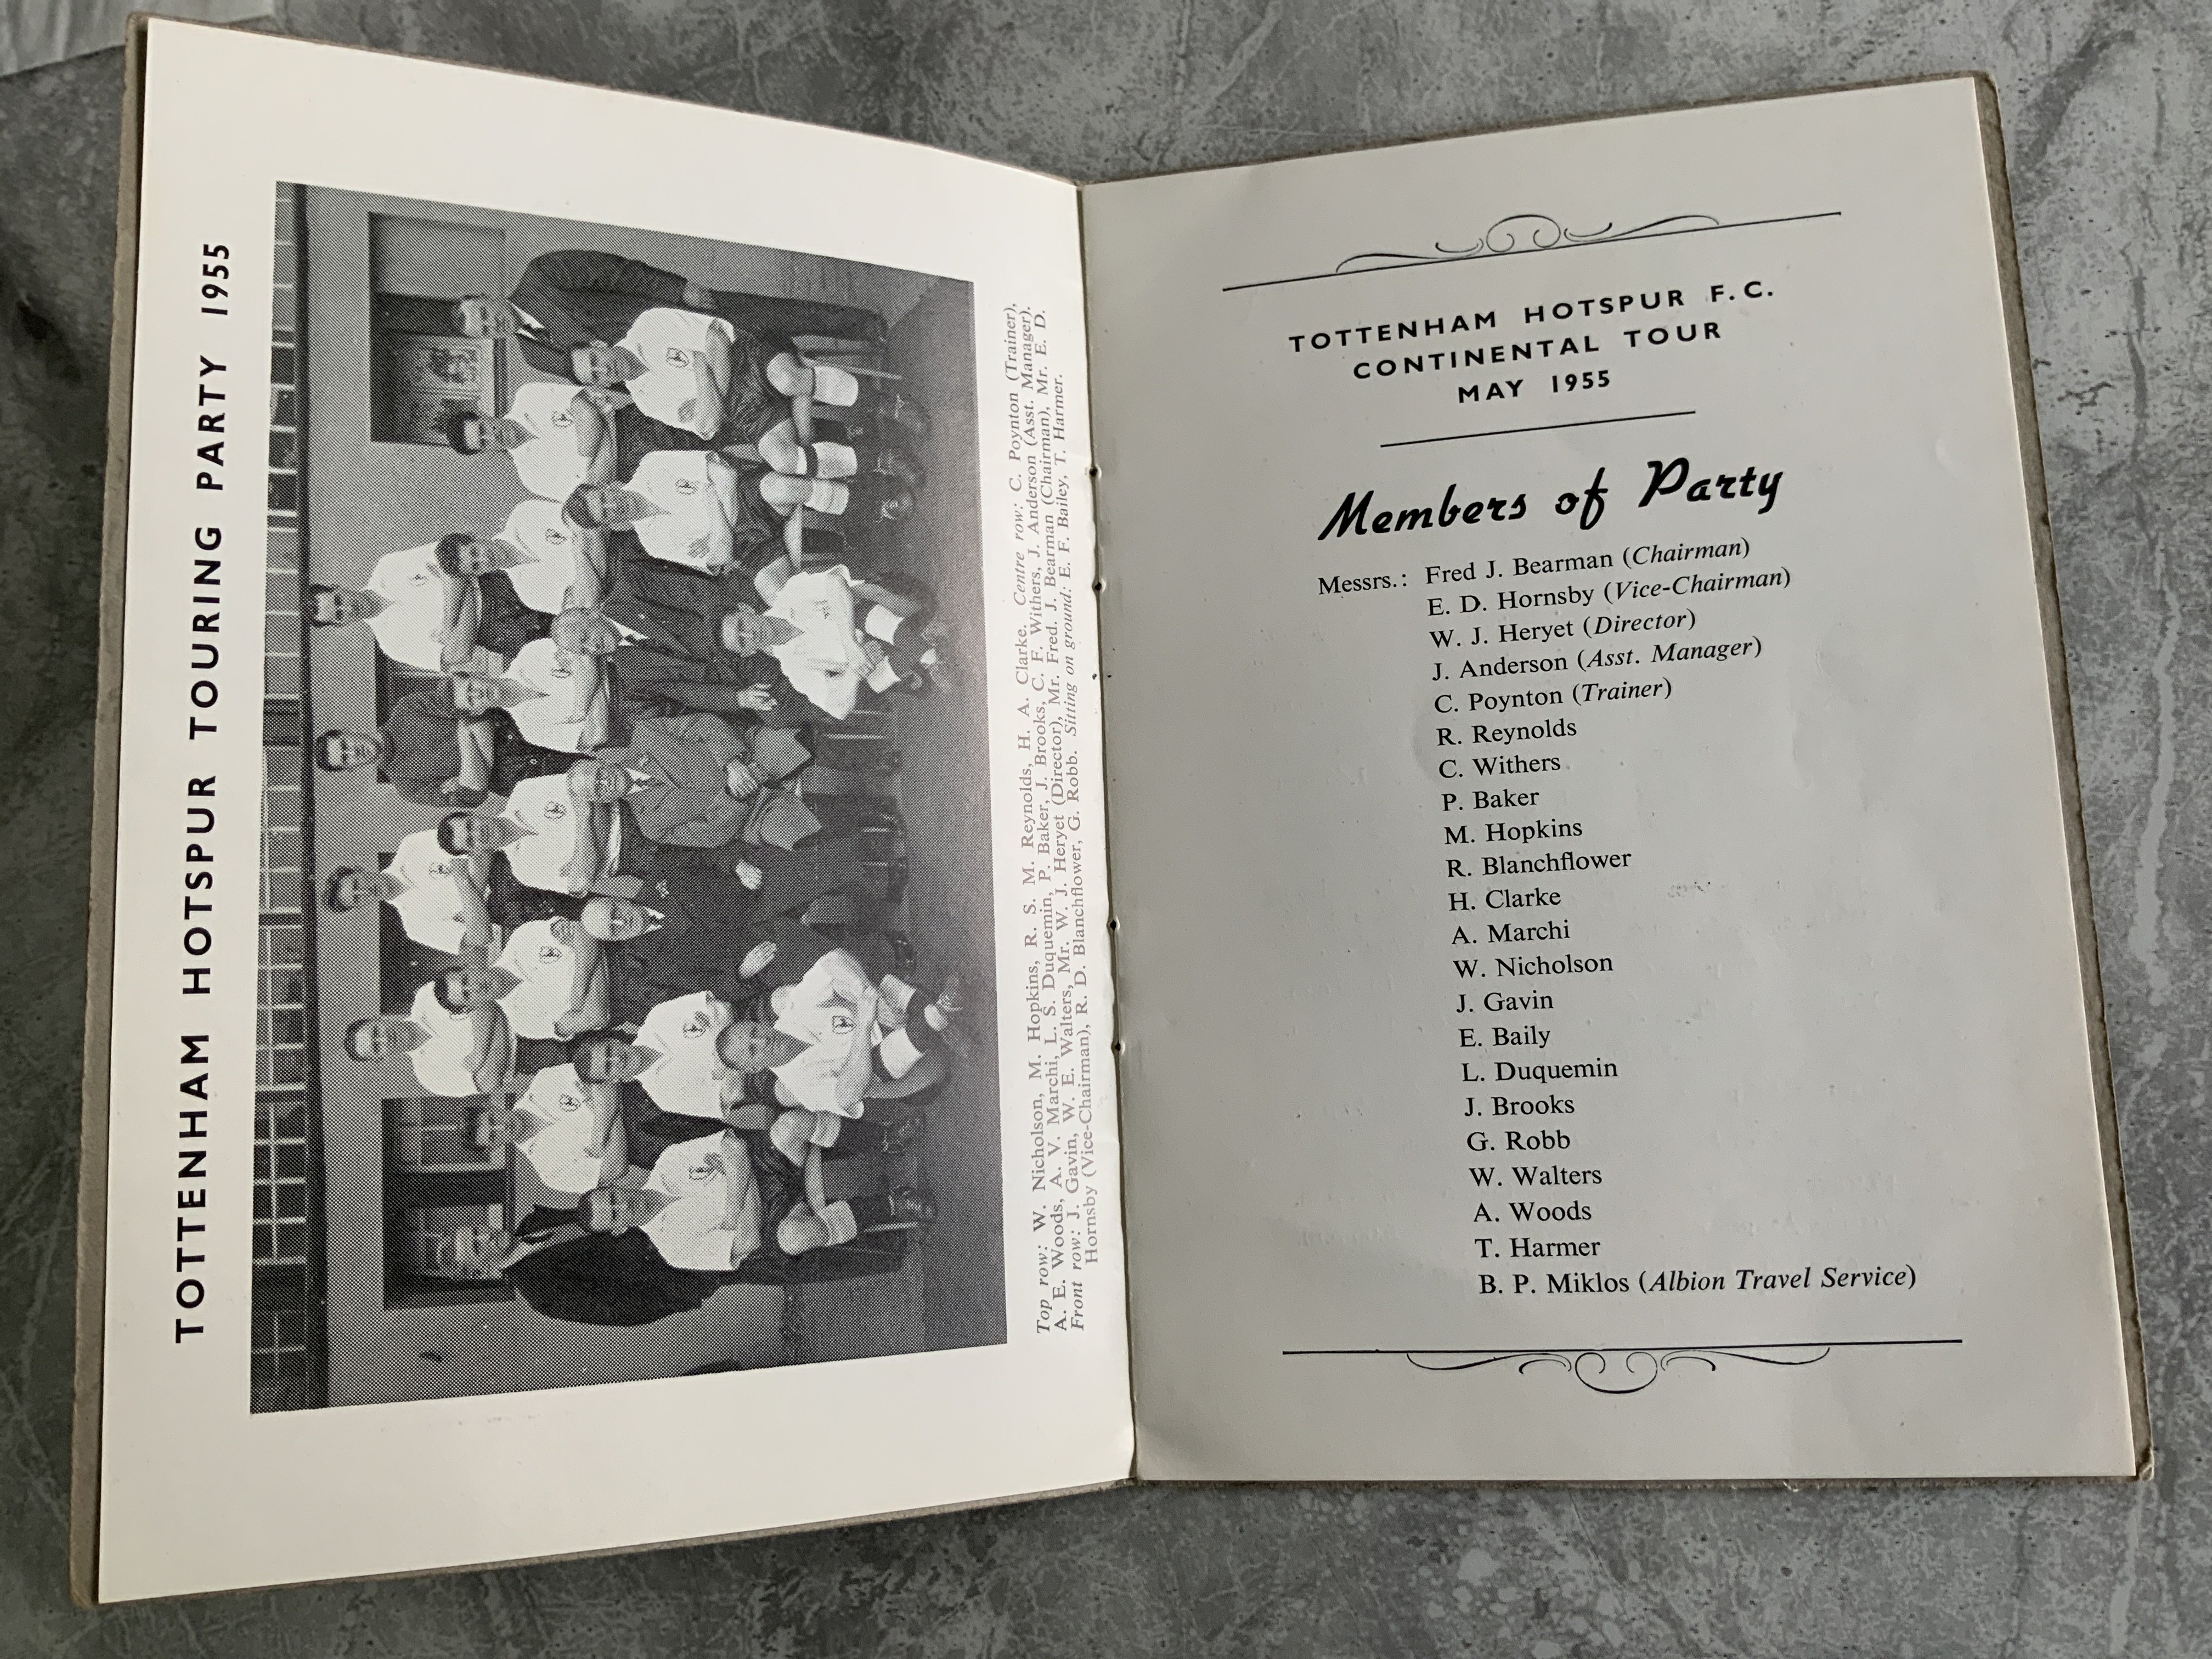 TOTTENHAM HOTSPUR TOURING PARTY 1955
Top row: W. Nicholson, M. Hopkins, R. S. M. Reynolds, H. A. Clarke. Centre row: C. Poynton (Trainer),
A. E. Woods, A. V. Marchi, L. S. Duquemin, P. Baker, J. Brooks, C. F. Withers, J. Anderson (Asst. Manager).
Front row: J. Gavin, W. E. Walters, Mr. W. J. Heryet (Director), Mr. Fred. J. Bearman (Chairman), Mr. E. D.
Hornsby (Vice-Chairman), R. D. Blanchflower, G. Robb. Sitting on ground: E. F. Bailey, T. Harmer.
TOTTENHAM HOTSPUR F.C.
CONTINENTAL TOUR
MAY 1955
Members of Party
Messrs.: Fred J. Bearman (Chairman)
E. D. Hornsby (Vice-Chairman)
W. J. Heryet (Director)
J. Anderson (Asst. Manager)
C. Poynton (Trainer)
R. Reynolds
C. Withers
P. Baker
M. Hopkins
R. Blanchflower
H. Clarke
A. Marchi
W. Nicholson
J. Gavin
E. Baily
L. Duquemin
J. Brooks
G. Robb
W. Walters
A. Woods
T. Harmer
B. P. Miklos (Albion Travel Service)